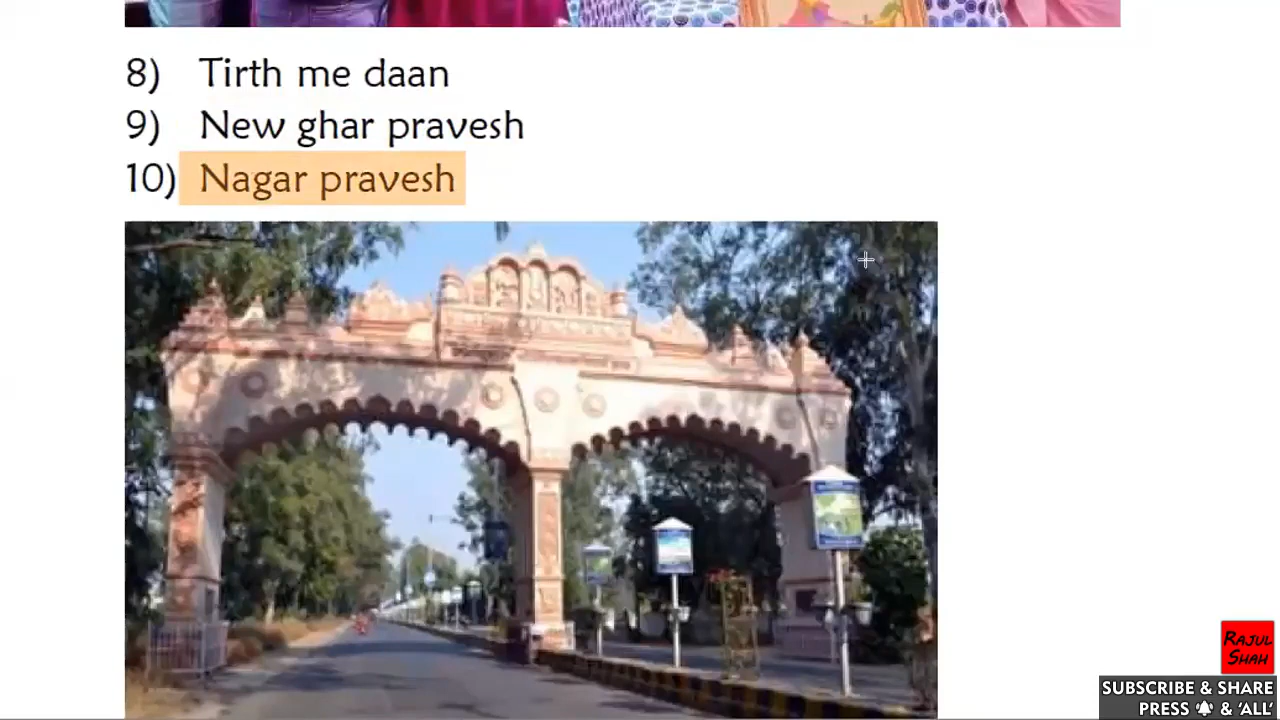 8) Tirth me daan
9) New ghar pravesh
10) Nagar pravesh
RAJUL
SHAH
SUBSCRIBE & SHARE
PRESS & 'ALL'